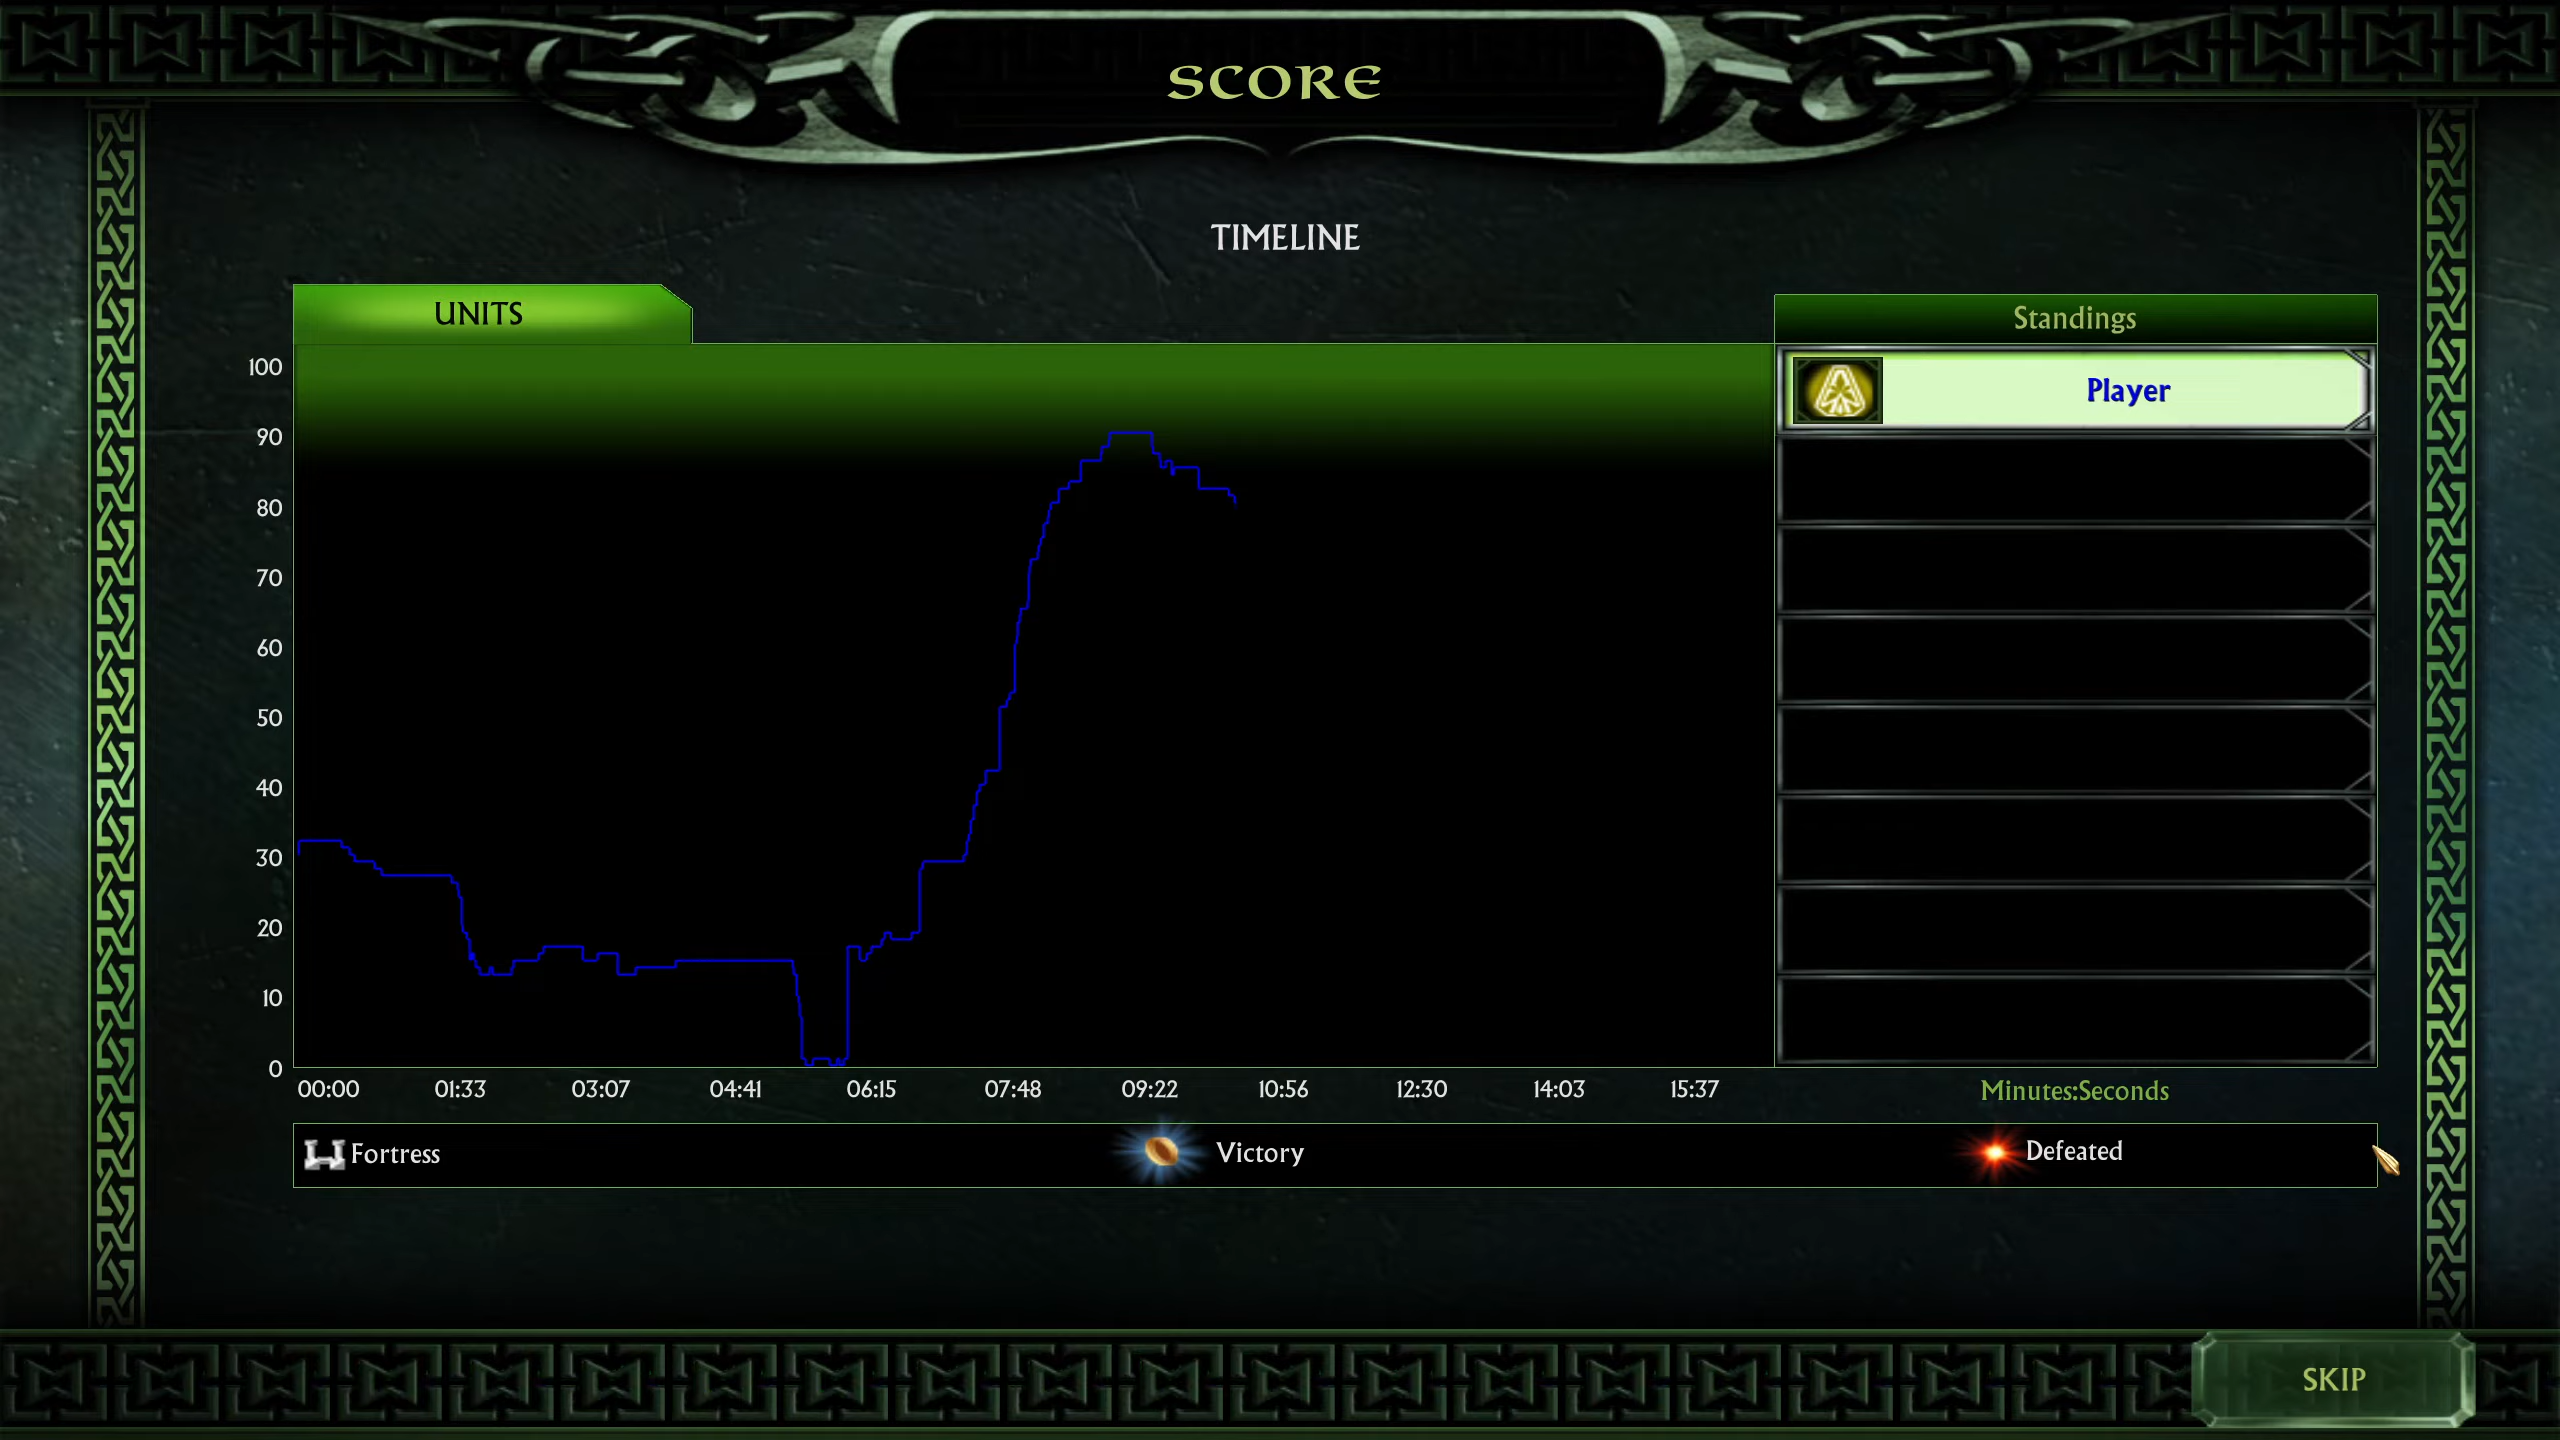 SCORE
TIMELINE
UNITS
Standings
Player
100
90
80
70
60
50
40
30
20
10
0
00:00 01:33 03:07 04:41 06:15 07:48 09:22 10:56 12:30 14:03 15:37
Minutes:Seconds
Fortress Victory Defeated
SKIP